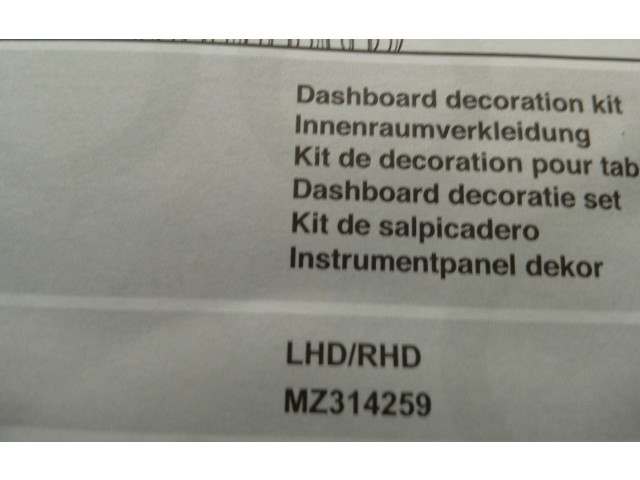 Dashboard decoration kit
Innenraumverkleidung
Kit de decoration pour tab
Dashboard decoratie set
Kit de salpicadero
Instrumentpanel dekor
LHD/RHD
MZ314259